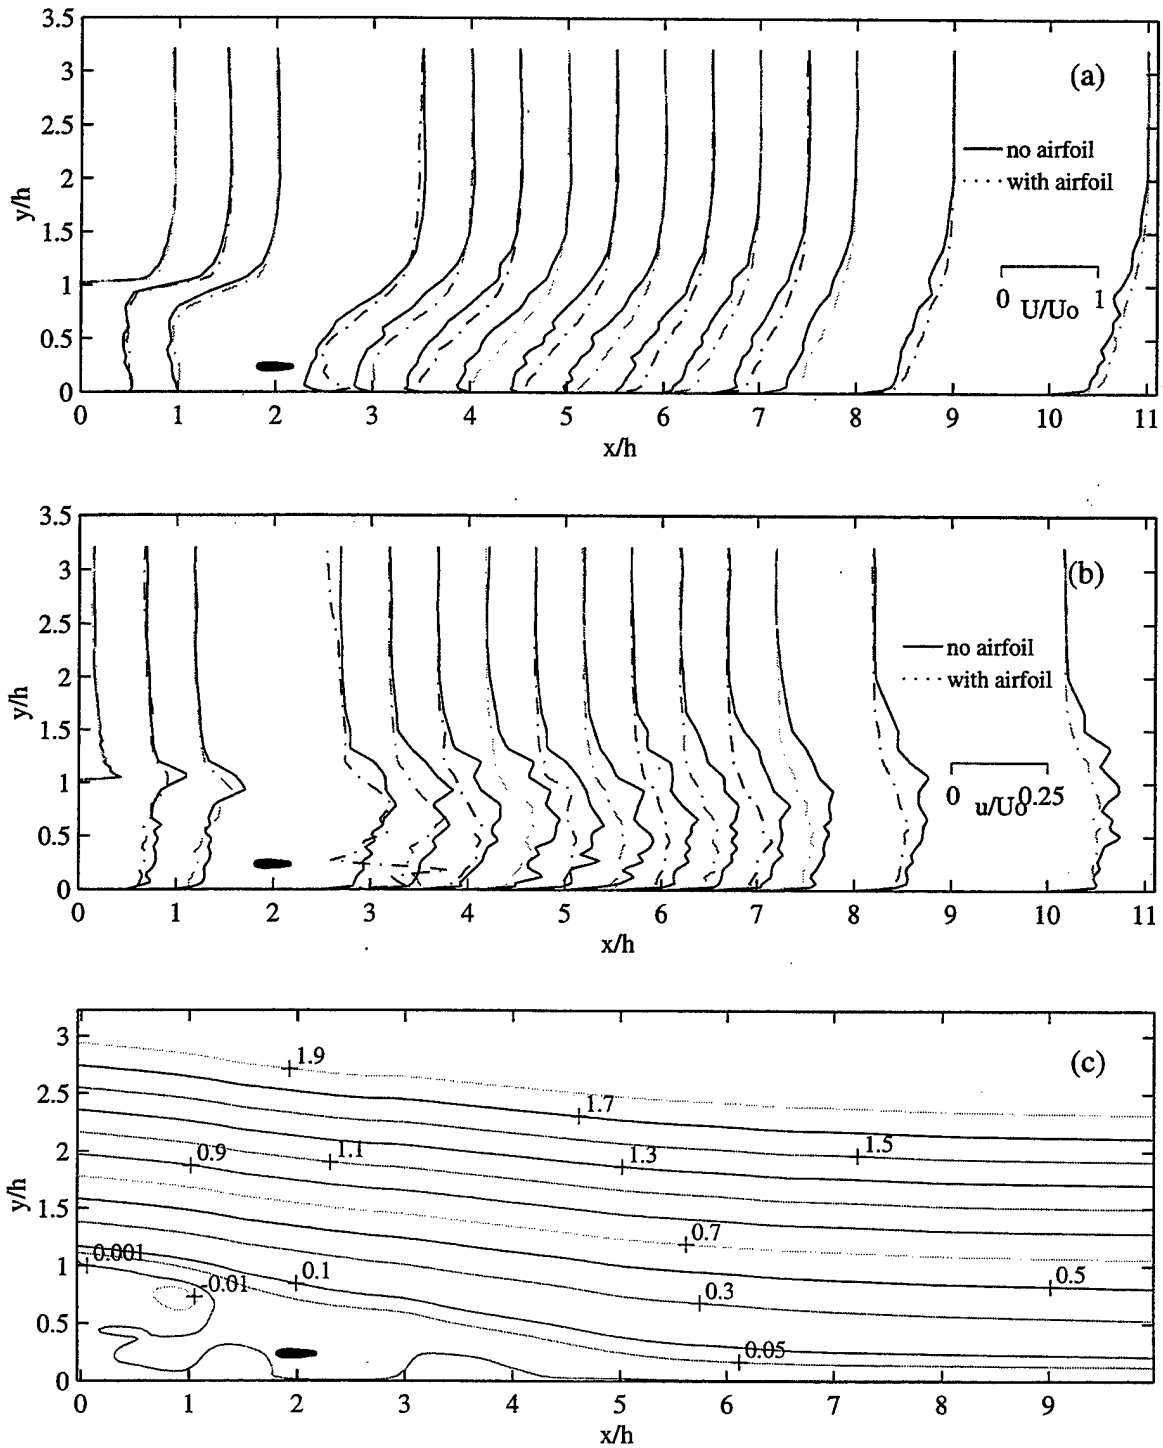 3.5
3
2.5
2
1.5
1
0.5
0
y/h
(a)
no airfoil
with airfoil
0 U/Uo 1
0 1 2 3 4 5 6 7 8 9 10 11
x/h
3.5
3
2.5
2
1.5
1
0.5
0
y/h
(b)
no airfoil
with airfoil
0 u/Uo 0.25
0 1 2 3 4 5 6 7 8 9 10 11
x/h
3
2.5
2
1.5
1
0.5
0
y/h
(c)
1.9
1.7
1.5
1.3
1.1
0.9
0.7
0.5
0.3
0.1
0.05
0.001
-0.01
0 1 2 3 4 5 6 7 8 9
x/h